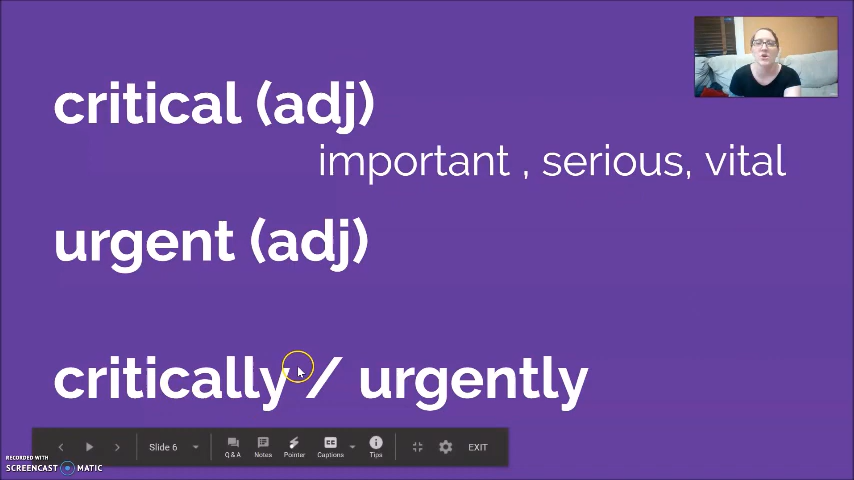 critical (adj)
important , serious, vital
urgent (adj)
critically / urgently
Slide 6
Q & A
Notes
Pointer
CC
Captions
Tips
EXIT
RECORDED WITH
SCREENCAST MATIC